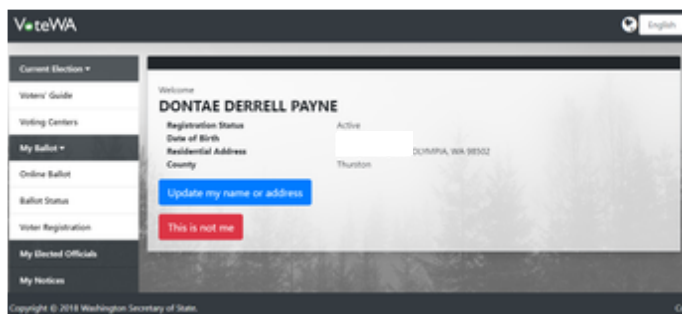 VoteWA
English
Current Election
Voters' Guide
Voting Centers
My Ballot
Online Ballot
Ballot Status
Voter Registration
My Elected Officials
My Notices
Welcome
DONTAE DERRELL PAYNE
Registration Status Active
Date of Birth
Residential Address OLYMPIA, WA 98502
County Thurston
Update my name or address
This is not me
Copyright © 2018 Washington Secretary of State.